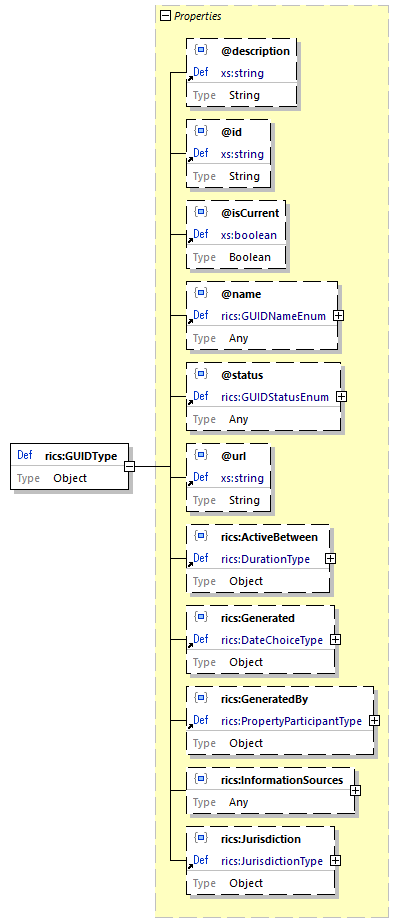 Properties
@description
Def xs:string
Type String
@id
Def xs:string
Type String
@isCurrent
Def xs:boolean
Type Boolean
@name
Def rics:GUIDNameEnum
Type Any
@status
Def rics:GUIDStatusEnum
Type Any
Def rics:GUIDType
Type Object
@url
Def xs:string
Type String
rics:ActiveBetween
Def rics:DurationType
Type Object
rics:Generated
Def rics:DateChoiceType
Type Object
rics:GeneratedBy
Def rics:PropertyParticipantType
Type Object
rics:InformationSources
Type Any
rics:Jurisdiction
Def rics:JurisdictionType
Type Object